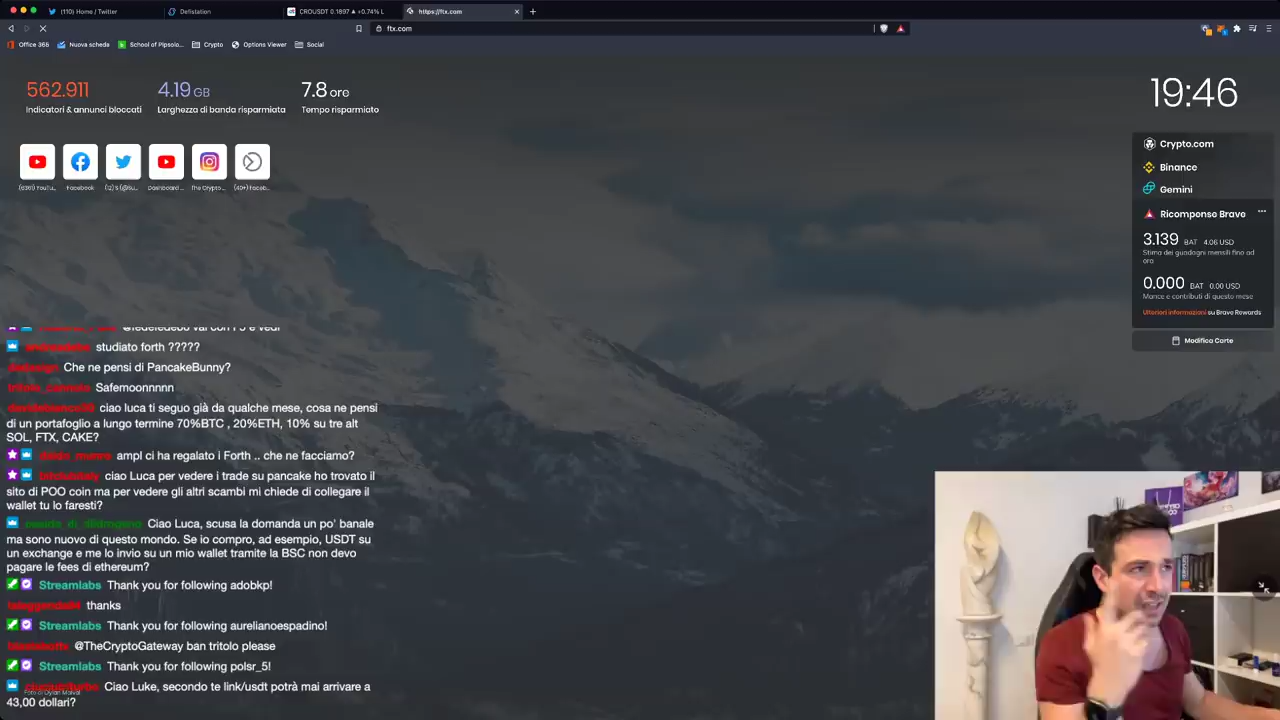 (110) Home / Twitter
Defistation
CROUSDT 0.1897 ▲ +0.74% L
https://ftx.com
ftx.com
Office 365
Nuova scheda
School of Pipsolo...
Crypto
Options Viewer
Social
562.911
4.19 GB
7.8 ore
Indicatori & annunci bloccati
Larghezza di banda risparmiata
Tempo risparmiato
19:46
Facebook
Dashboard ...
The Crypto ...
Crypto.com
Binance
Gemini
Ricompense Brave
3.139 BAT 4.06 USD
Stima dei guadagni mensili fino ad
ora
0.000 BAT 0.00 USD
Mance e contributi di questo mese
Ulteriori informazioni su Brave Rewards
Modifica Carte
studiato forth ?????
Che ne pensi di PancakeBunny?
Safemoonnnnn
ciao luca ti seguo già da qualche mese, cosa ne pensi
di un portafoglio a lungo termine 70%BTC , 20%ETH, 10% su tre alt
SOL, FTX, CAKE?
ampl ci ha regalato i Forth .. che ne facciamo?
ciao Luca per vedere i trade su pancake ho trovato il
sito di POO coin ma per vedere gli altri scambi mi chiede di collegare il
wallet tu lo faresti?
Ciao Luca, scusa la domanda un po' banale
ma sono nuovo di questo mondo. Se io compro, ad esempio, USDT su
un exchange e me lo invio su un mio wallet tramite la BSC non devo
pagare le fees di ethereum?
Streamlabs Thank you for following adobkp!
thanks
Streamlabs Thank you for following aurelianoespadino!
@TheCryptoGateway ban tritolo please
Streamlabs Thank you for following polsr_5!
Ciao Luke, secondo te link/usdt potrà mai arrivare a
43,00 dollari?